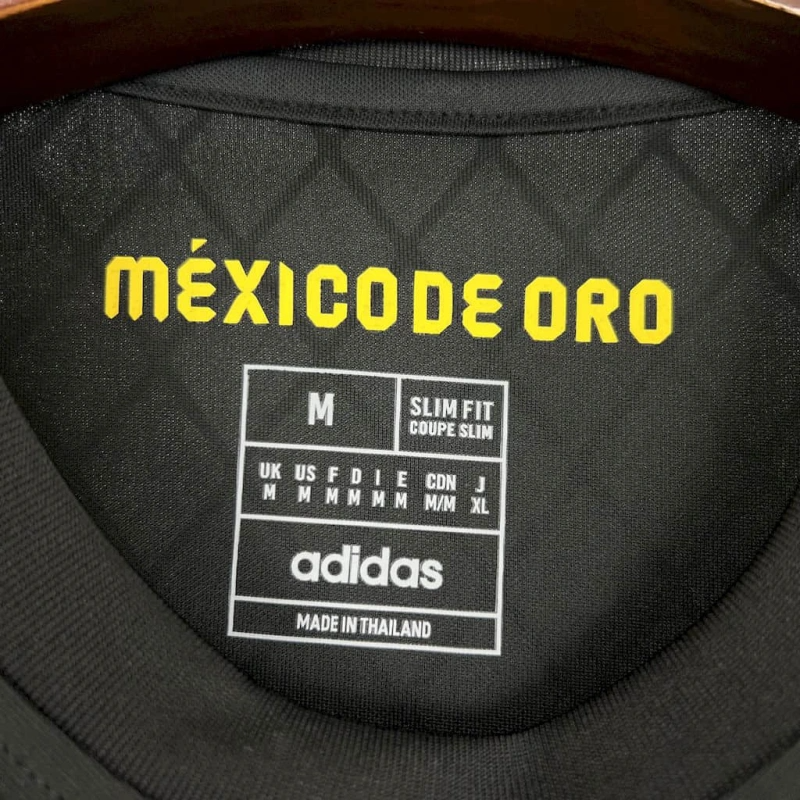 MÉXICO DE ORO
M
SLIM FIT
COUPE SLIM
UK US F D I E CDN J
M M M M M M M/M XL
adidas
MADE IN THAILAND